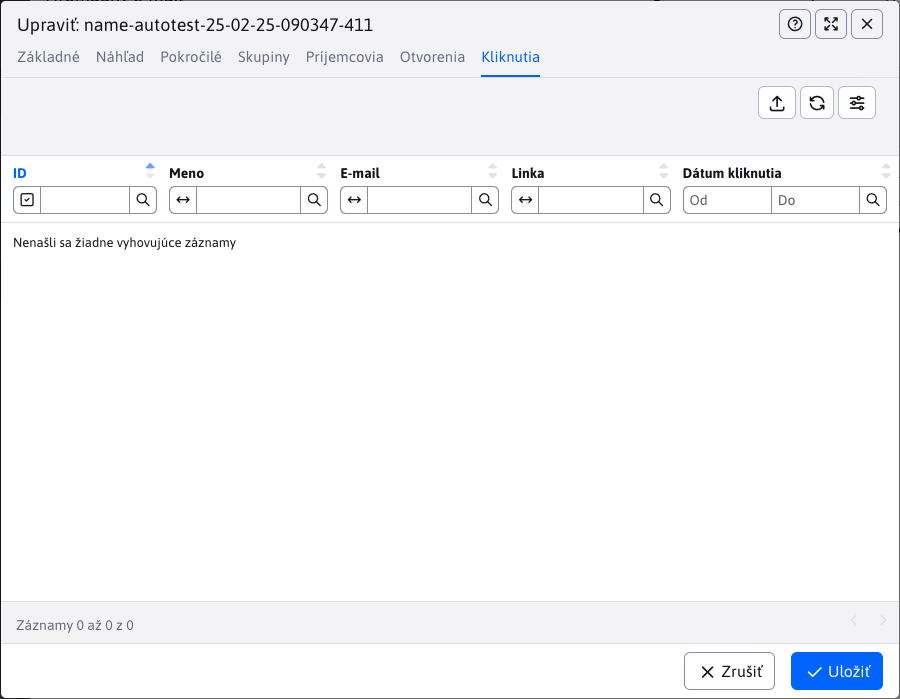 Upraviť: name-autotest-25-02-25-090347-411
Základné Náhľad Pokročilé Skupiny Príjemcovia Otvorenia Kliknutia
ID Meno E-mail Linka Dátum kliknutia
Od Do
Nenašli sa žiadne vyhovujúce záznamy
Záznamy 0 až 0 z 0
Zrušiť Uložiť